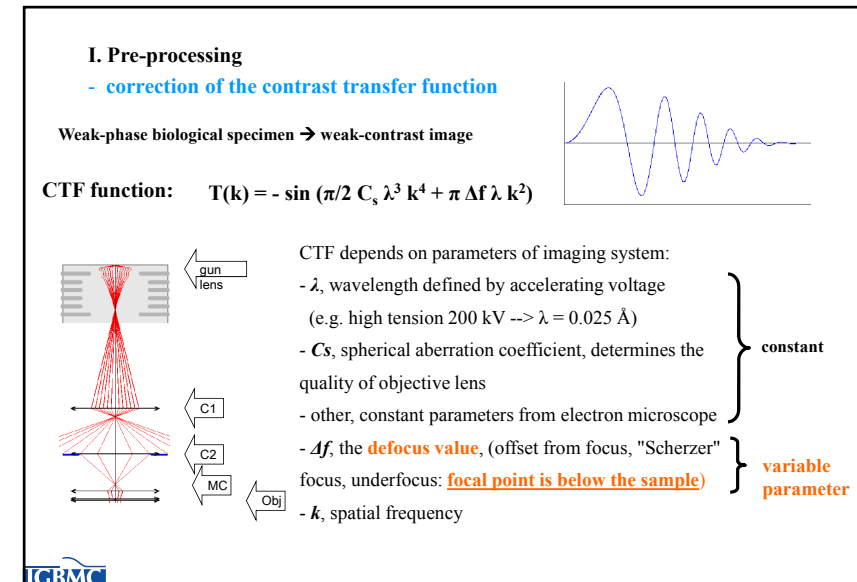 I. Pre-processing
- correction of the contrast transfer function
Weak-phase biological specimen → weak-contrast image
CTF function: T(k) = - sin (π/2 Cₛ λ³ k⁴ + π Δf λ k²)
gun
lens
C1
C2
MC
Obj
CTF depends on parameters of imaging system:
- λ, wavelength defined by accelerating voltage
(e.g. high tension 200 kV --> λ = 0.025 Å)
- Cs, spherical aberration coefficient, determines the
quality of objective lens
- other, constant parameters from electron microscope
constant
- Δf, the defocus value, (offset from focus, "Scherzer"
focus, underfocus: focal point is below the sample)
variable
parameter
- k, spatial frequency
IGBMC